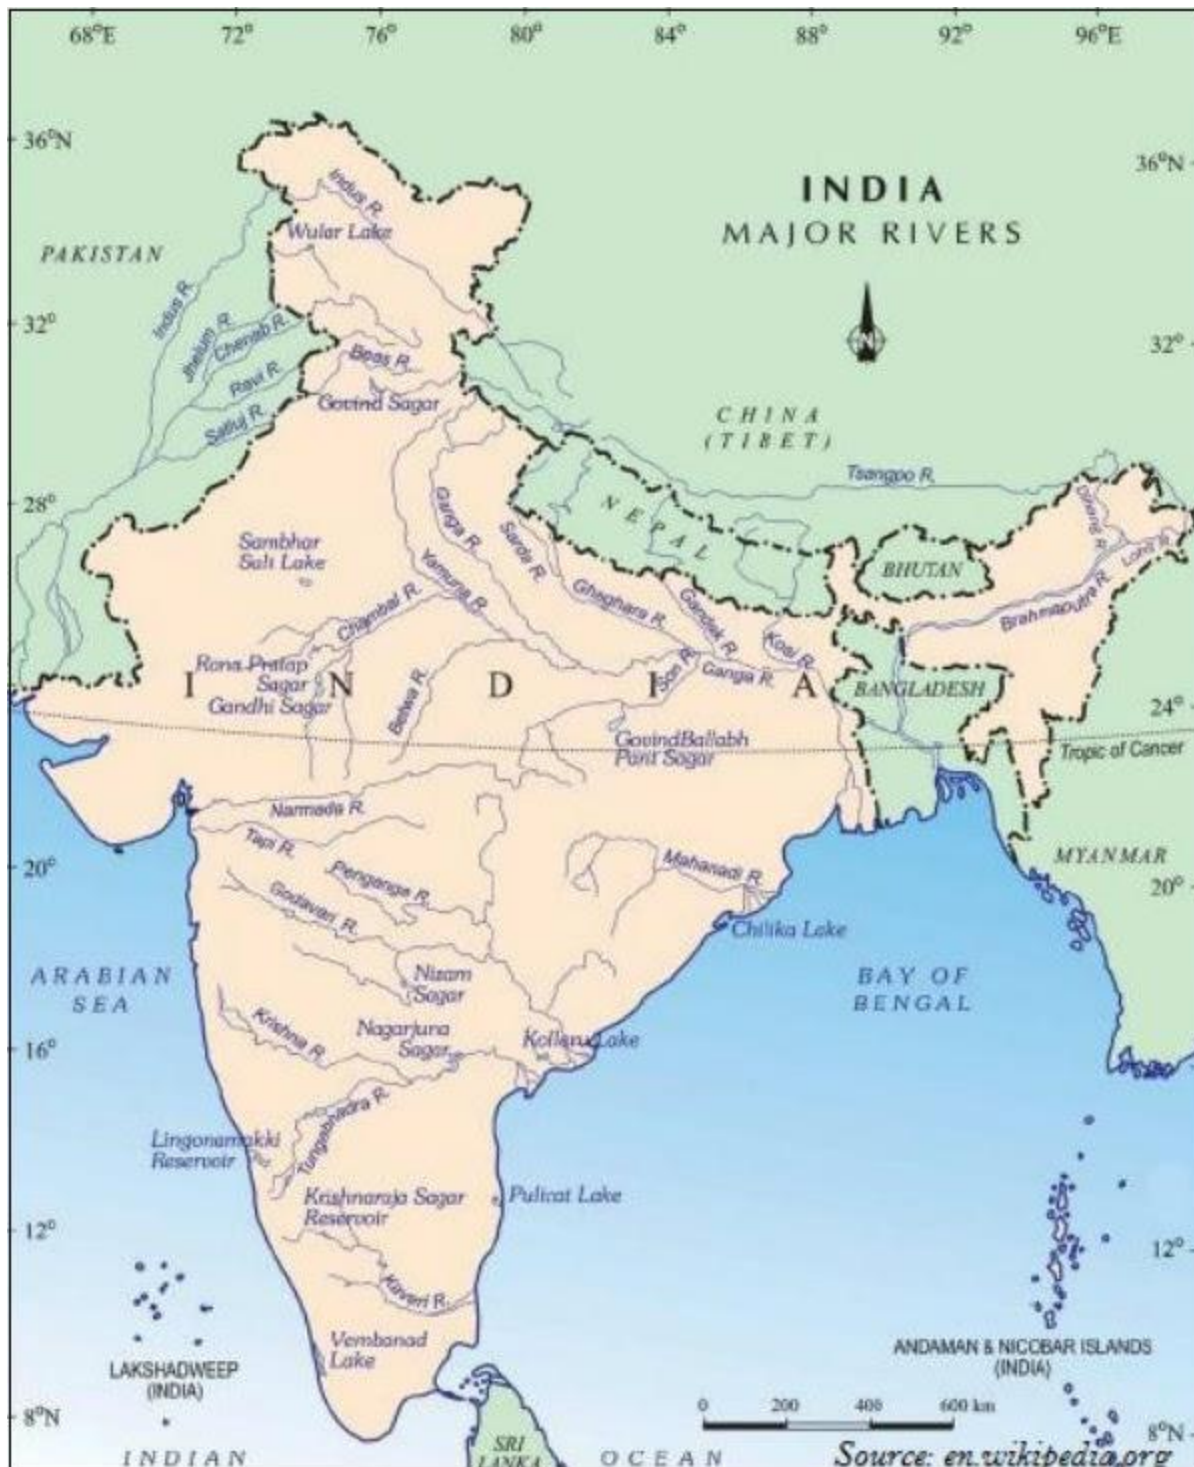 68°E 72° 76° 80° 84° 88° 92° 96°E
36°N
36°N
INDIA
MAJOR RIVERS
Indus R.
Wular Lake
PAKISTAN
Indus R.
32°
32°
Jhelum R.
Chenab R.
Beas R.
Ravi R.
Govind Sagar
Satluj R.
CHINA
(TIBET)
N
Tsangpo R.
28°
NEPAL
Ganga R.
Sarda R.
Dihang R.
Sambhar
Salt Lake
BHUTAN
Lohit R.
Yamuna R.
Ghaghara R.
Gandak R.
Brahmaputra R.
Chambal R.
Kosi R.
Rana Pratap
Sagar
Gandhi Sagar
Betwa R.
Son R.
Ganga R.
I N D I A
BANGLADESH
24°
GovindBallabh
Pant Sagar
Tropic of Cancer
Narmada R.
Tapi R.
20°
MYANMAR
20°
Penganga R.
Mahanadi R.
Godavari R.
Chilika Lake
ARABIAN
SEA
Nizam
Sagar
BAY OF
BENGAL
Krishna R.
Nagarjuna
Sagar
Kolleru Lake
16°
Tungabhadra R.
Lingonamakki
Reservoir
Krishnaraja Sagar
Reservoir
Pulicat Lake
12°
12°
Kaveri R.
Vembanad
Lake
LAKSHADWEEP
(INDIA)
ANDAMAN & NICOBAR ISLANDS
(INDIA)
0 200 400 600 km
8°N
8°N
SRI
LANKA
INDIAN OCEAN
Source: en.wikipedia.org